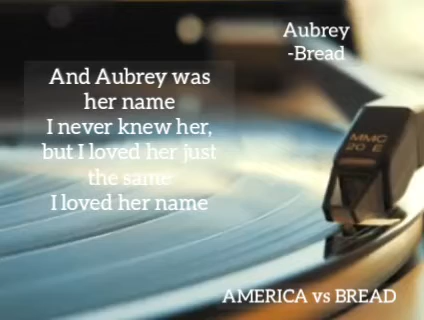 Aubrey
-Bread
And Aubrey was
her name
I never knew her,
but I loved her just
the same
I loved her name
MMC
20 E
AMERICA vs BREAD